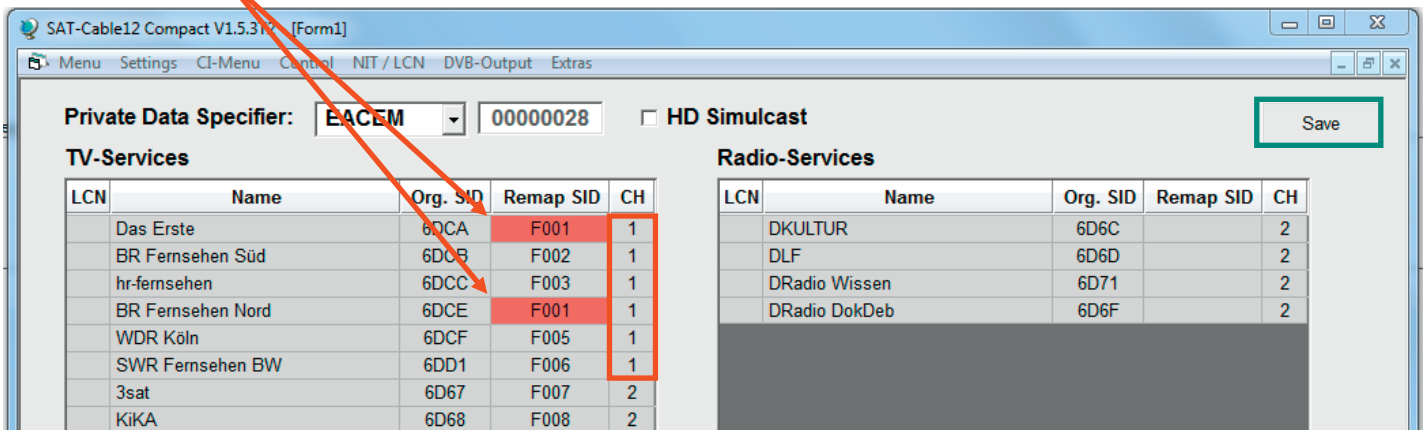 SAT-Cable12 Compact V1.5.3T2 [Form1]
Menu Settings CI-Menu Control NIT / LCN DVB-Output Extras
Private Data Specifier: EACEM 00000028 HD Simulcast Save
TV-Services Radio-Services
LCN Name Org. SID Remap SID CH LCN Name Org. SID Remap SID CH
Das Erste 6DCA F001 1 DKULTUR 6D6C 2
BR Fernsehen Süd 6DCB F002 1 DLF 6D6D 2
hr-fernsehen 6DCC F003 1 DRadio Wissen 6D71 2
BR Fernsehen Nord 6DCE F001 1 DRadio DokDeb 6D6F 2
WDR Köln 6DCF F005 1
SWR Fernsehen BW 6DD1 F006 1
3sat 6D67 F007 2
KiKA 6D68 F008 2